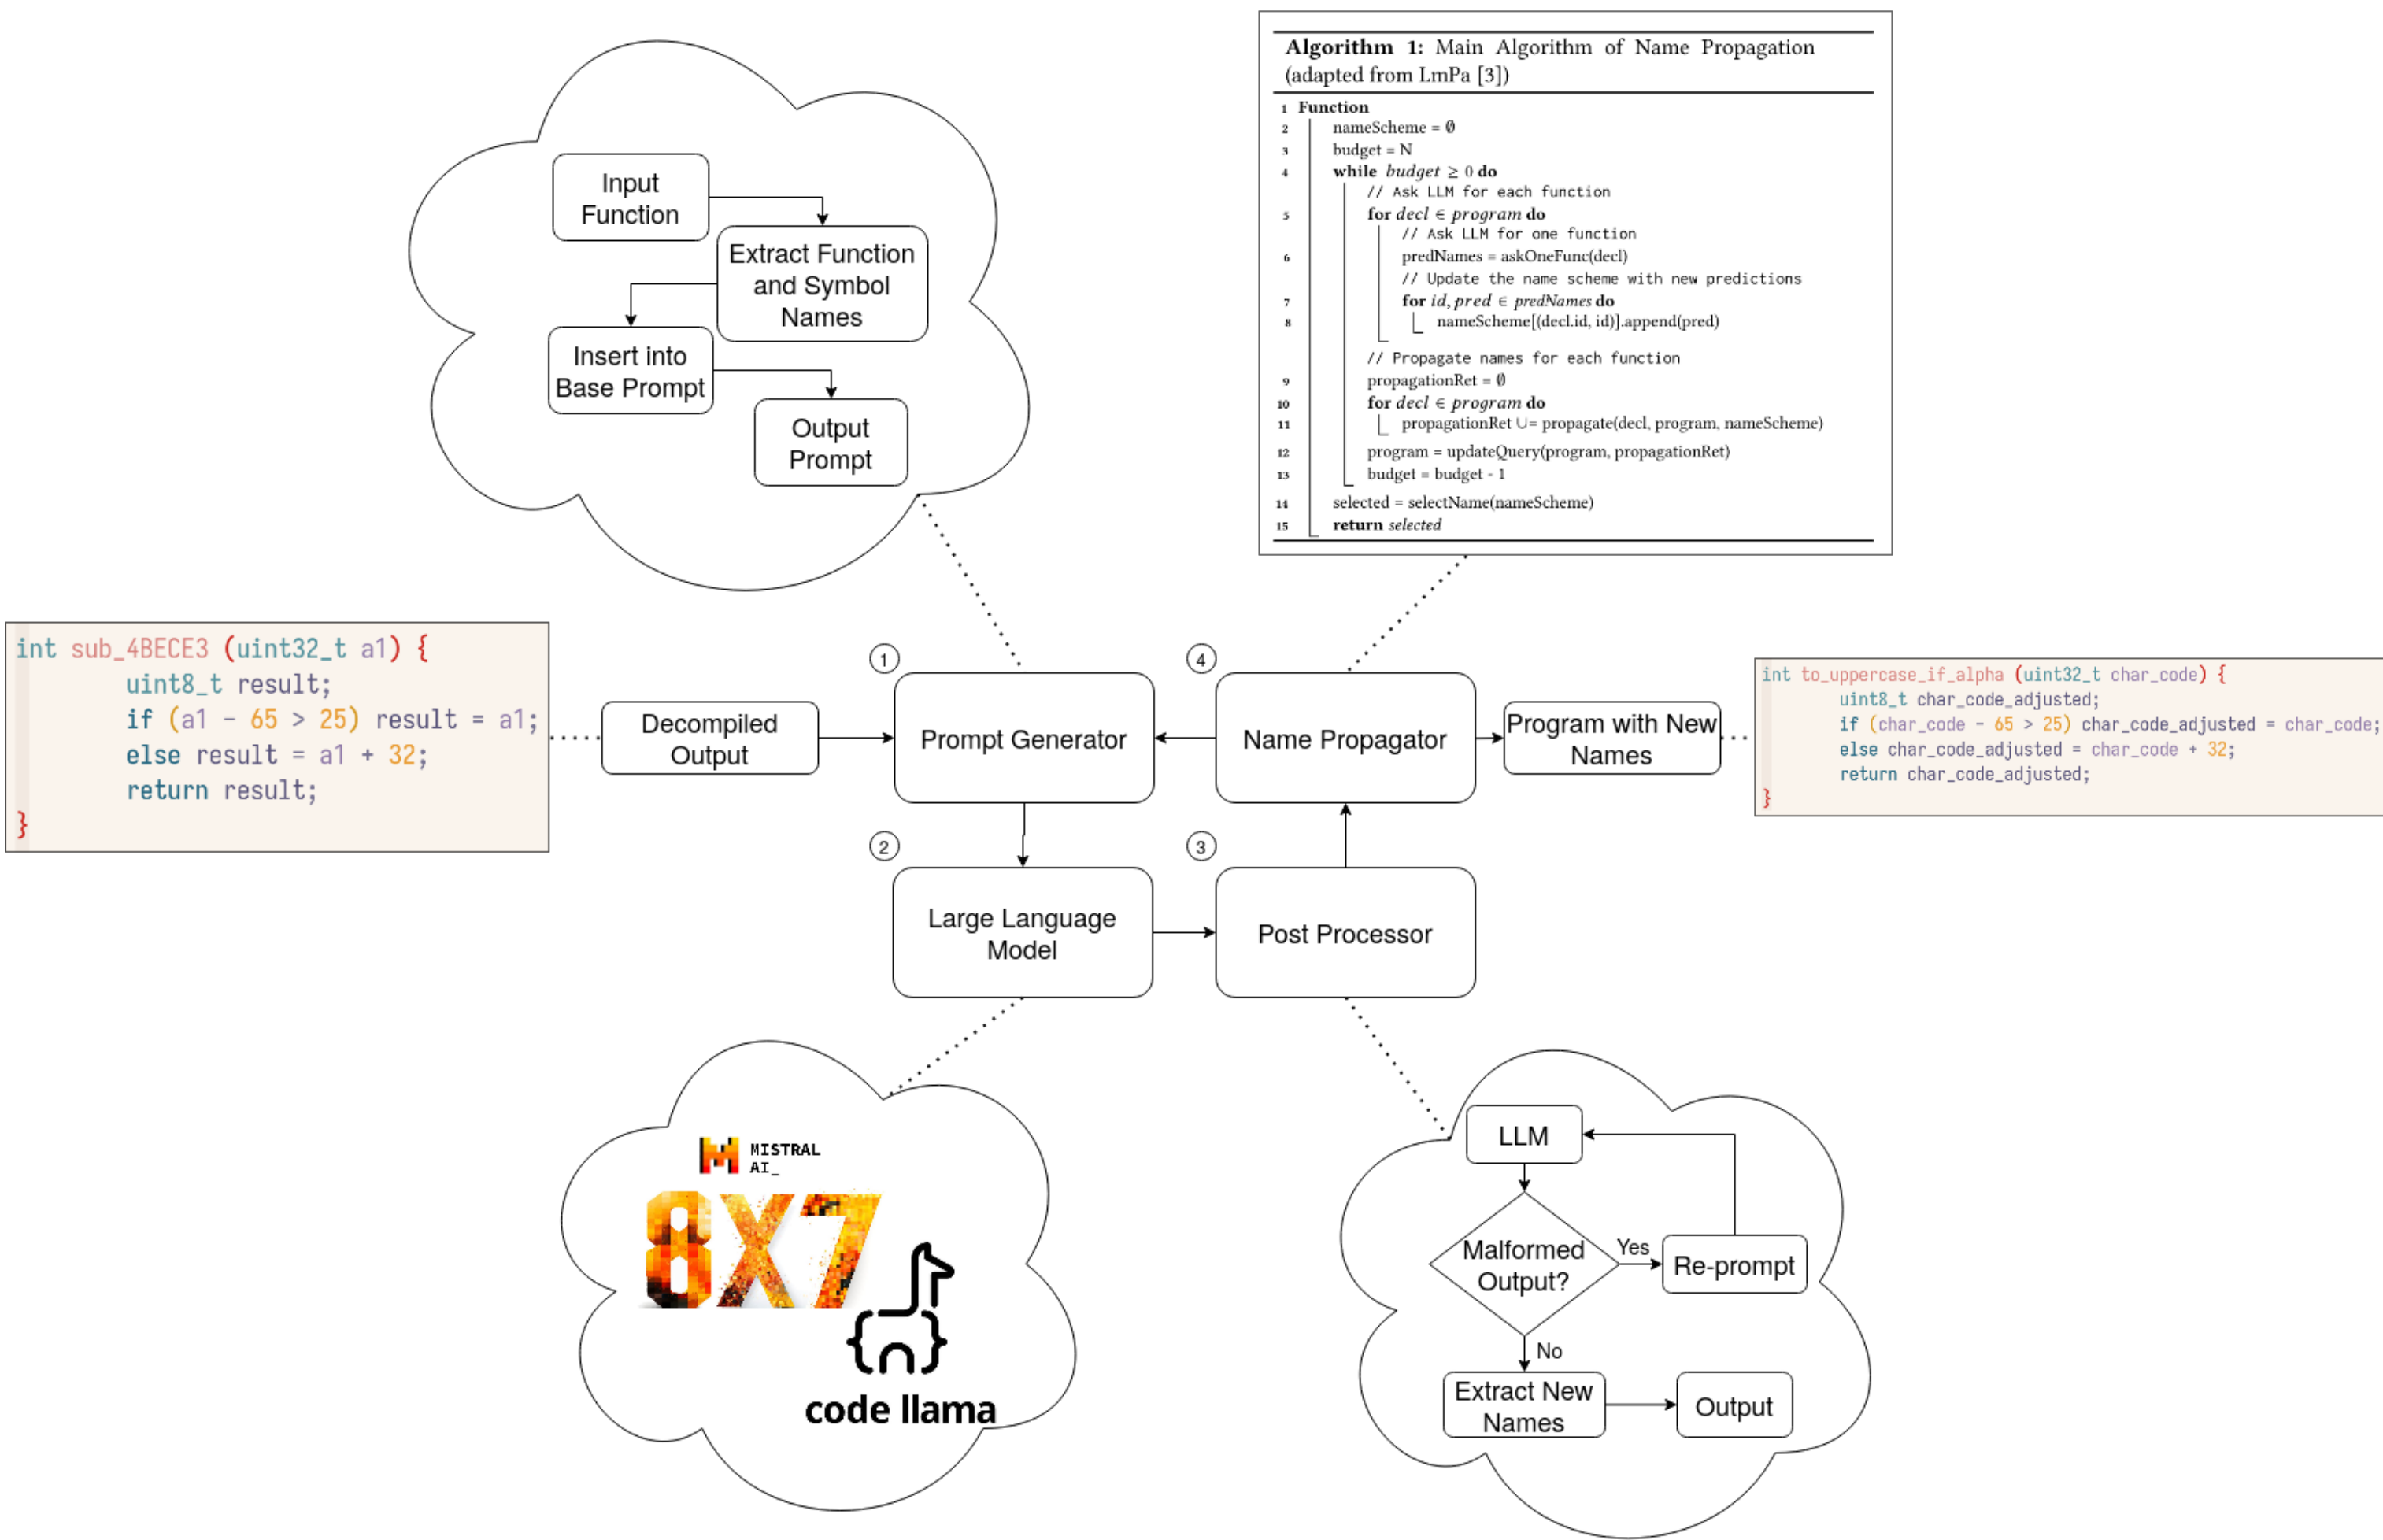 Input
Function
Extract Function
and Symbol
Names
Insert into
Base Prompt
Output
Prompt
Algorithm 1: Main Algorithm of Name Propagation
(adapted from LmPa [3])
1 Function
2 nameScheme = ∅
3 budget = N
4 while budget ≥ 0 do
// Ask LLM for each function
5 for decl ∈ program do
// Ask LLM for one function
6 predNames = askOneFunc(decl)
// Update the name scheme with new predictions
7 for id, pred ∈ predNames do
8 nameScheme[(decl.id, id)].append(pred)
// Propagate names for each function
9 propagationRet = ∅
10 for decl ∈ program do
11 propagationRet ∪= propagate(decl, program, nameScheme)
12 program = updateQuery(program, propagationRet)
13 budget = budget - 1
14 selected = selectName(nameScheme)
15 return selected
int sub_4BECE3 (uint32_t a1) {
uint8_t result;
if (a1 - 65 > 25) result = a1;
else result = a1 + 32;
return result;
}
Decompiled
Output
1
Prompt Generator
4
Name Propagator
Program with New
Names
int to_uppercase_if_alpha (uint32_t char_code) {
uint8_t char_code_adjusted;
if (char_code - 65 > 25) char_code_adjusted = char_code;
else char_code_adjusted = char_code + 32;
return char_code_adjusted;
}
2
Large Language
Model
3
Post Processor
MISTRAL
AI_
8X7
code llama
LLM
Malformed
Output?
Yes
Re-prompt
No
Extract New
Names
Output